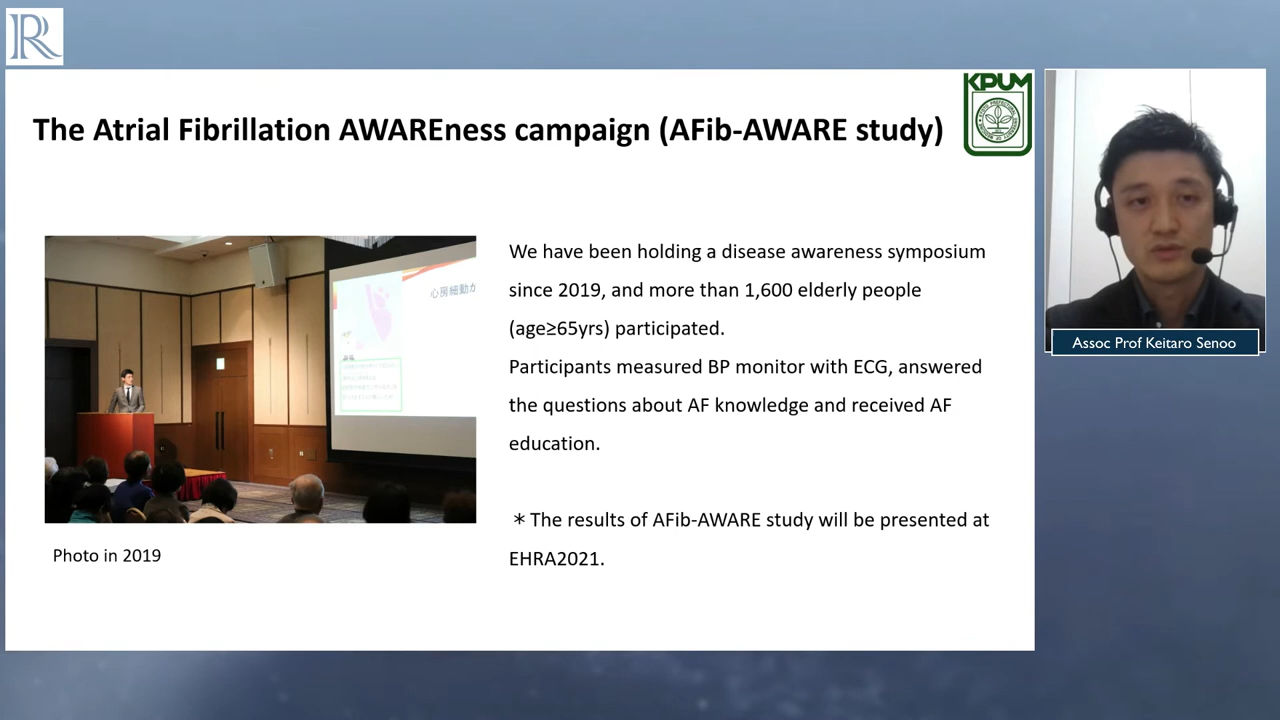 R
The Atrial Fibrillation AWAREness campaign (AFib-AWARE study)
KPUM
心房細動か
We have been holding a disease awareness symposium
since 2019, and more than 1,600 elderly people
(age≥65yrs) participated.
Participants measured BP monitor with ECG, answered
the questions about AF knowledge and received AF
education.
＊The results of AFib-AWARE study will be presented at
EHRA2021.
Photo in 2019
Assoc Prof Keitaro Senoo